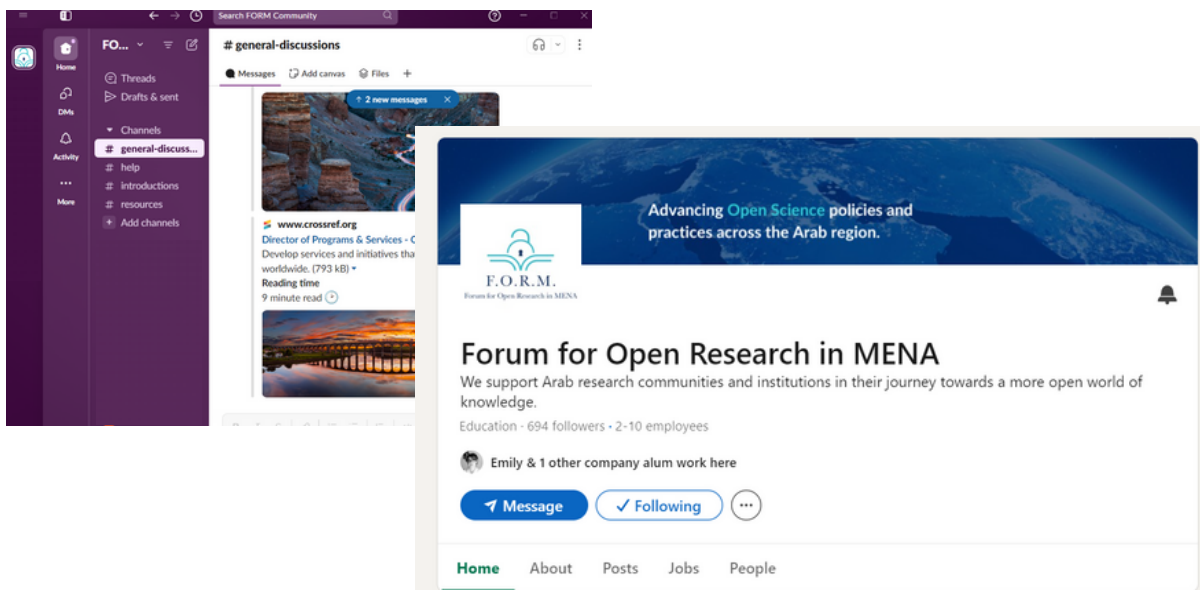 Search FORM Community
FO...
# general-discussions
Home
Threads
Messages
Add canvas
Files
+
Drafts & sent
DMs
↑ 2 new messages ×
Channels
Activity
# general-discuss...
# help
# introductions
More
# resources
+ Add channels
www.crossref.org
Director of Programs & Services -
Develop services and initiatives tha
worldwide. (793 kB)
Reading time
9 minute read
Advancing Open Science policies and
practices across the Arab region.
F.O.R.M.
Forum for Open Research in MENA
Forum for Open Research in MENA
We support Arab research communities and institutions in their journey towards a more open world of
knowledge.
Education · 694 followers • 2-10 employees
Emily & 1 other company alum work here
Message
Following
Home
About
Posts
Jobs
People